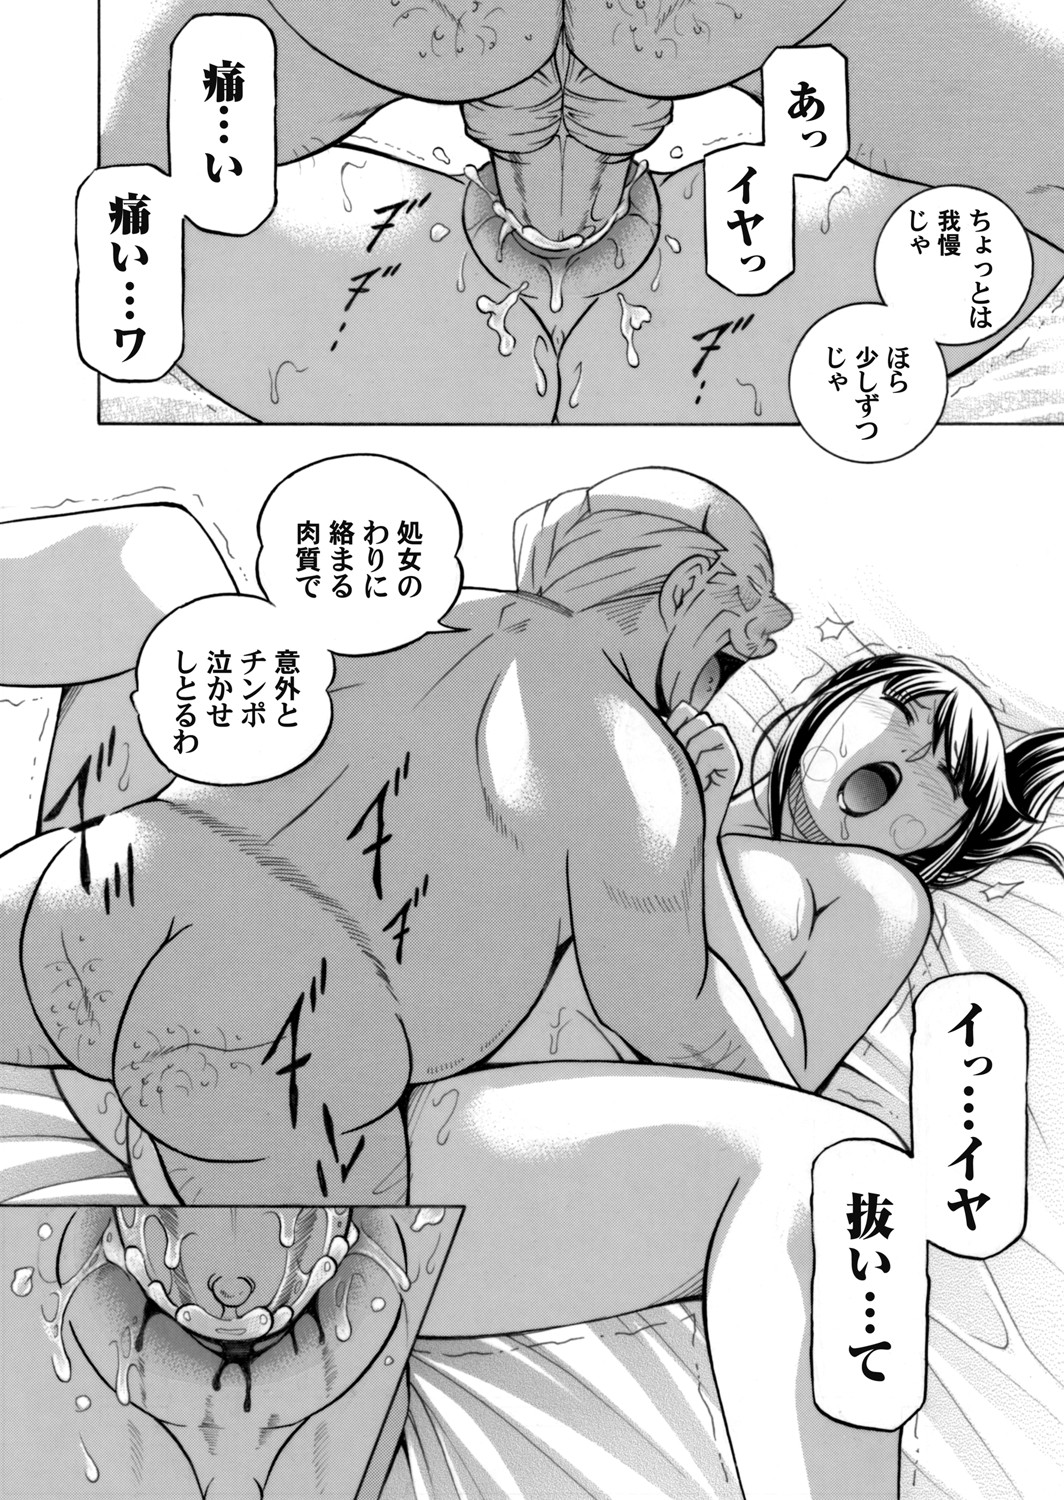 あっ
イヤっ
ちょっとは
我慢
じゃ
ほら
少しずつ
じゃ
痛…い
痛い…ワ
処女の
わりに
絡まる
肉質で
意外と
チンポ
泣かせ
しとるわ
イっ…イヤ
抜い…て